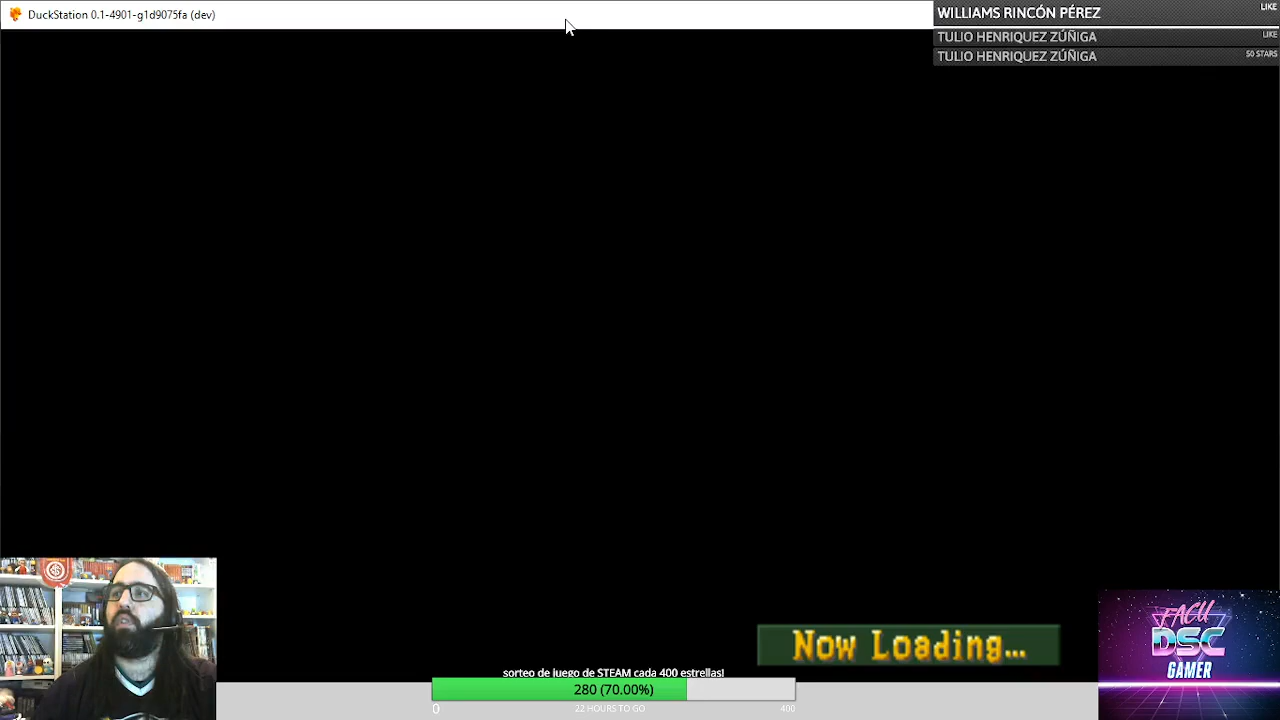 DuckStation 0.1-4901-g1d9075fa (dev)
WILLIAMS RINCÓN PÉREZ LIKE
TULIO HENRIQUEZ ZÚÑIGA LIKE
TULIO HENRIQUEZ ZÚÑIGA 50 STARS
Now Loading...
FACU
DSC
GAMER
sorteo de juego de STEAM cada 400 estrellas!
280 (70.00%)
0 22 HOURS TO GO 400